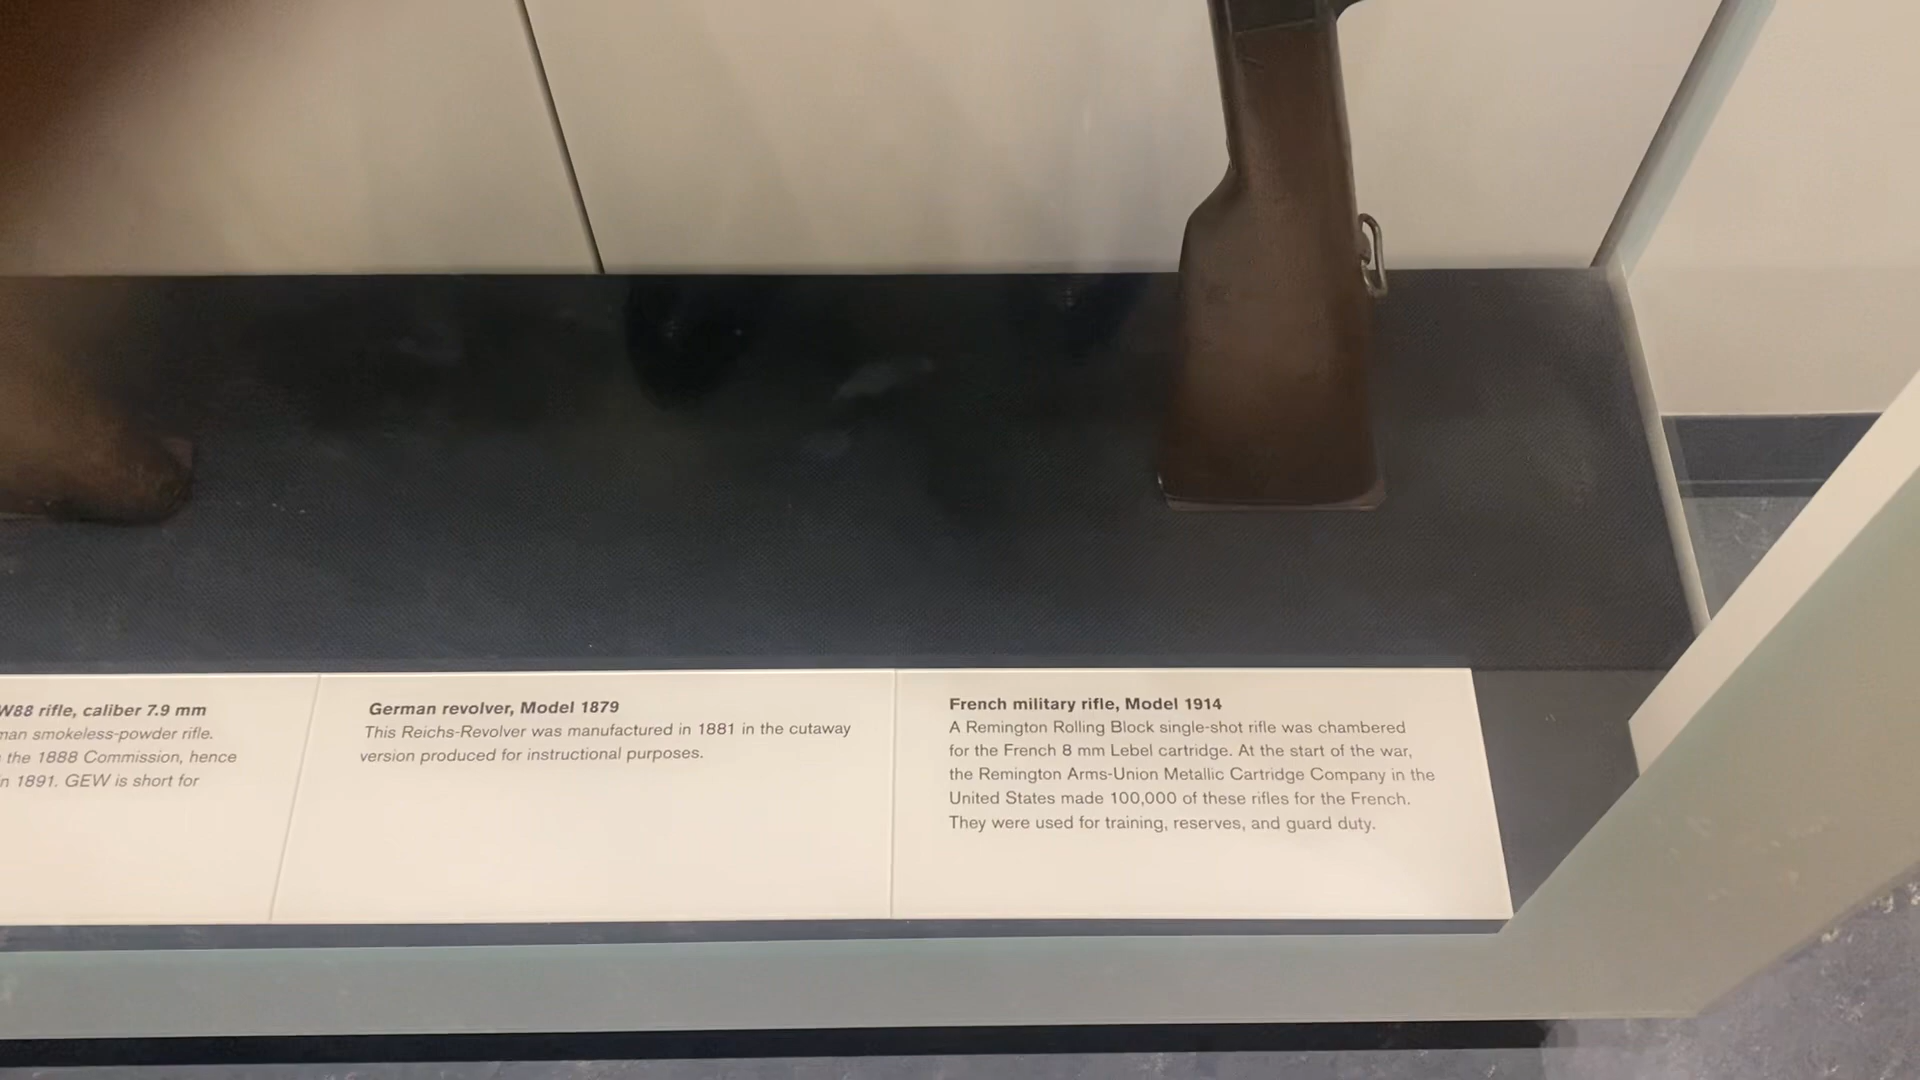 W88 rifle, caliber 7.9 mm
man smokeless-powder rifle.
the 1888 Commission, hence
in 1891. GEW is short for
German revolver, Model 1879
This Reichs-Revolver was manufactured in 1881 in the cutaway
version produced for instructional purposes.
French military rifle, Model 1914
A Remington Rolling Block single-shot rifle was chambered
for the French 8 mm Lebel cartridge. At the start of the war,
the Remington Arms-Union Metallic Cartridge Company in the
United States made 100,000 of these rifles for the French.
They were used for training, reserves, and guard duty.